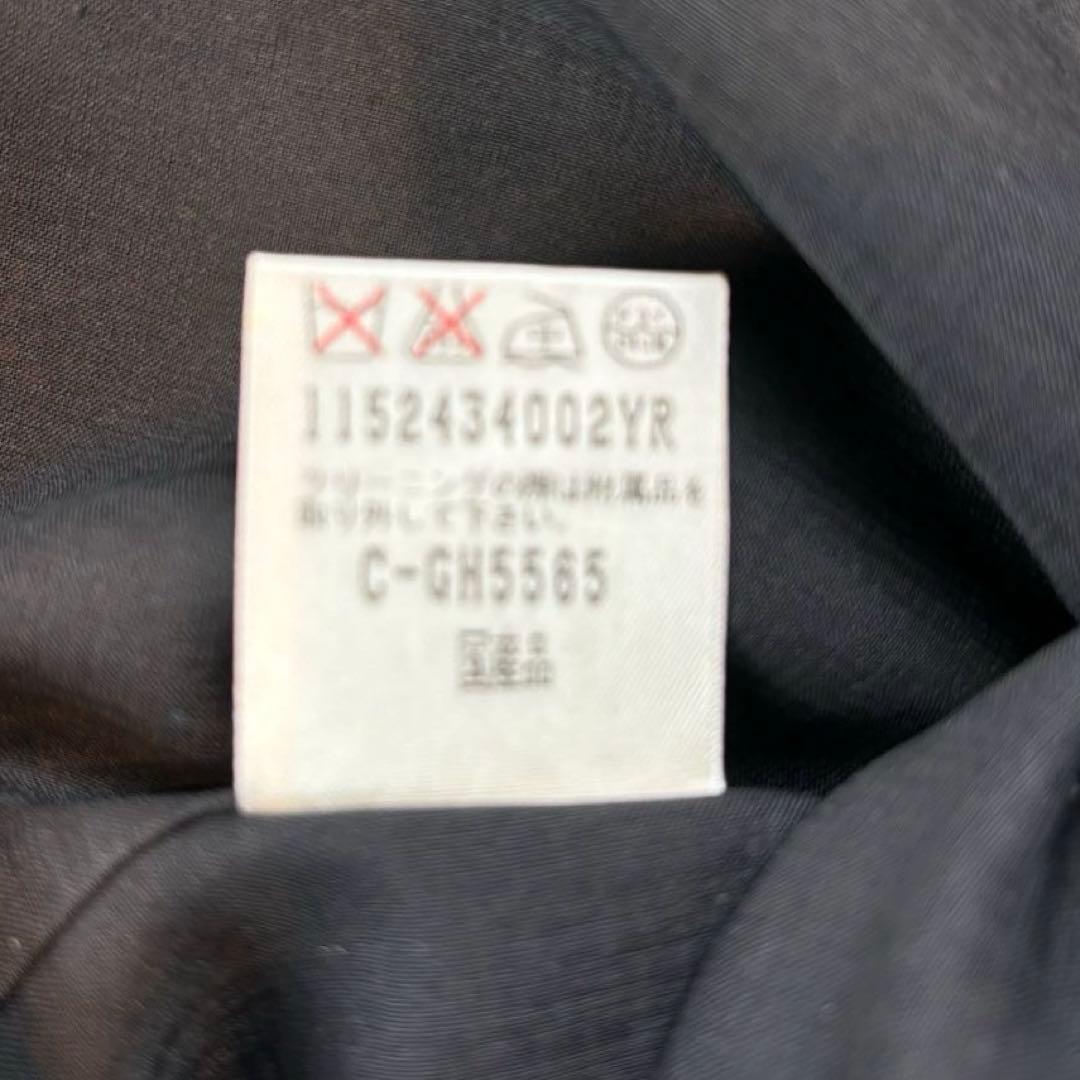 1152434002YR
クリーニングの際は付属品を
取り外して下さい。
C-GH5565
国産品